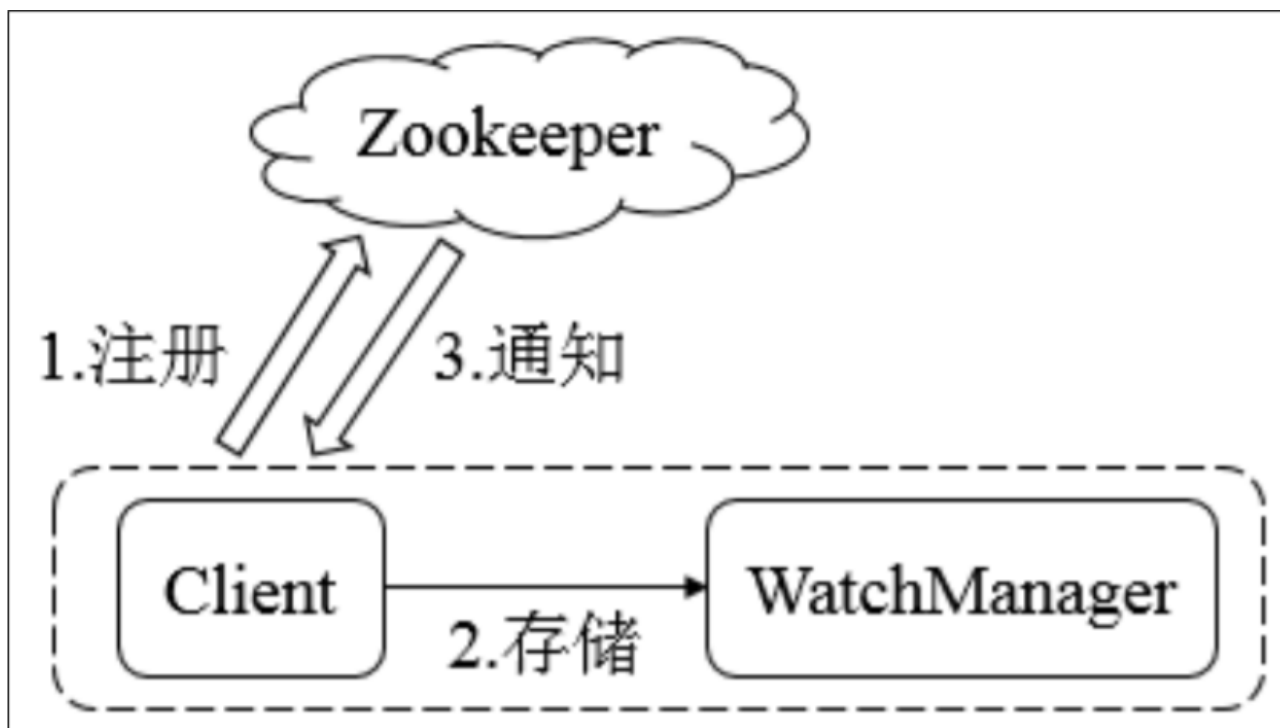 Zookeeper
1.注册
3.通知
Client
2.存储
WatchManager